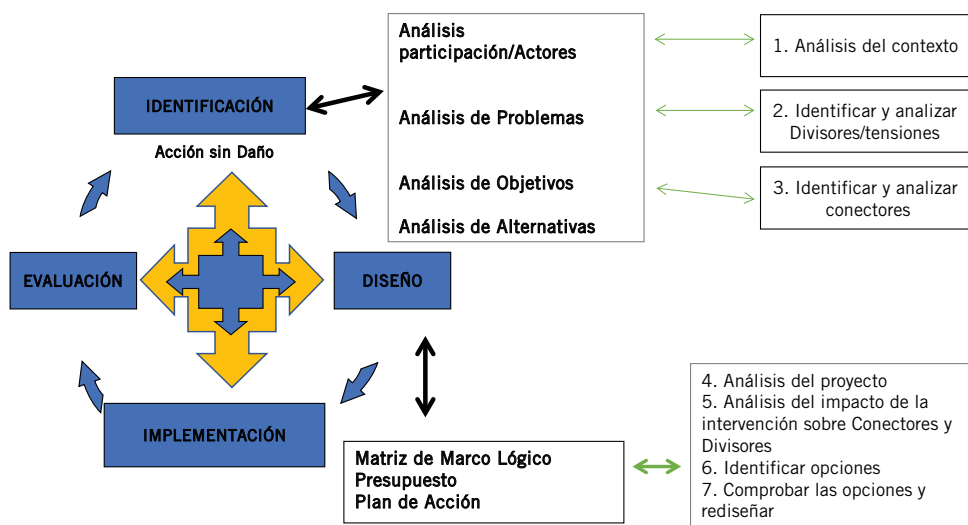 IDENTIFICACIÓN
Acción sin Daño
EVALUACIÓN
DISEÑO
IMPLEMENTACIÓN
Análisis
participación/Actores
Análisis de Problemas
Análisis de Objetivos
Análisis de Alternativas
1. Análisis del contexto
2. Identificar y analizar
Divisores/tensiones
3. Identificar y analizar
conectores
Matriz de Marco Lógico
Presupuesto
Plan de Acción
4. Análisis del proyecto
5. Análisis del impacto de la
intervención sobre Conectores y
Divisores
6. Identificar opciones
7. Comprobar las opciones y
rediseñar